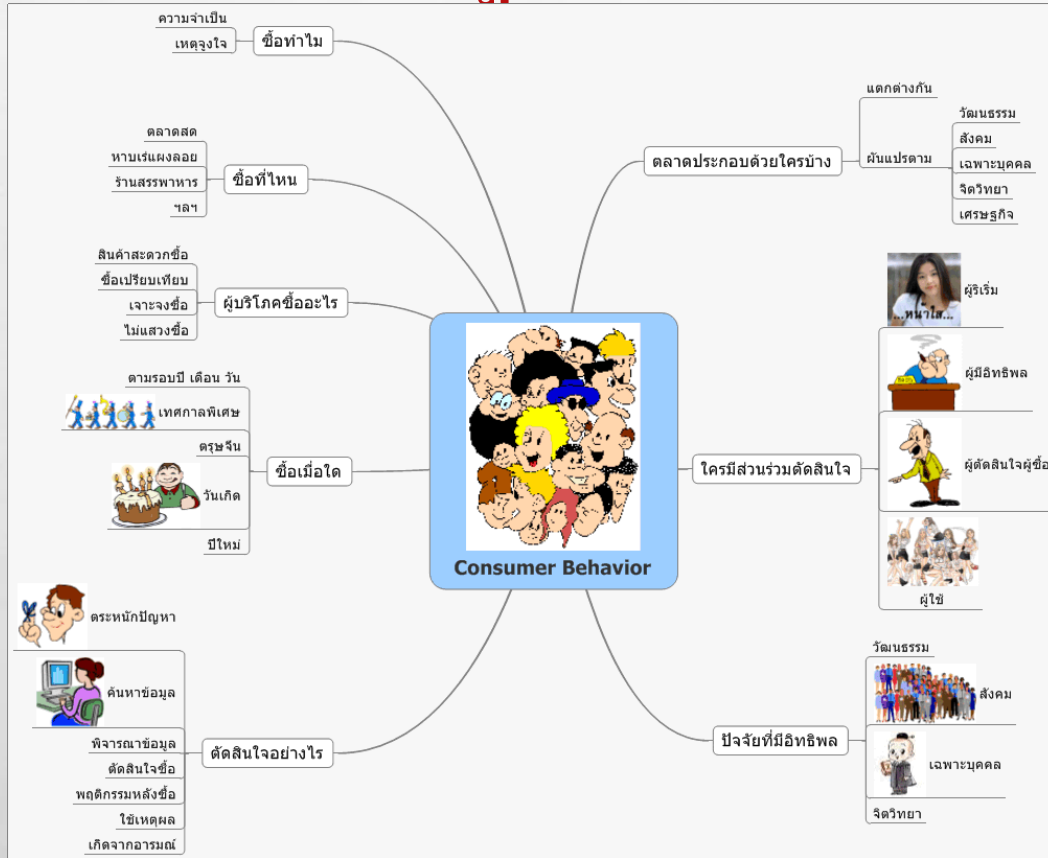 ความจำเป็น
เหตุจูงใจ
ซื้อทำไม
ตลาดสด
หาบเร่แผงลอย
ร้านสรรพาหาร
ฯลฯ
ซื้อที่ไหน
สินค้าสะดวกซื้อ
ซื้อเปรียบเทียบ
เจาะจงซื้อ
ไม่แสวงซื้อ
ผู้บริโภคซื้ออะไร
ตามรอบปี เดือน วัน
เทศกาลพิเศษ
ตรุษจีน
วันเกิด
ปีใหม่
ซื้อเมื่อใด
ตระหนักปัญหา
ค้นหาข้อมูล
พิจารณาข้อมูล
ตัดสินใจซื้อ
พฤติกรรมหลังซื้อ
ใช้เหตุผล
เกิดจากอารมณ์
ตัดสินใจอย่างไร
Consumer Behavior
ตลาดประกอบด้วยใครบ้าง
แตกต่างกัน
ผันแปรตาม
วัฒนธรรม
สังคม
เฉพาะบุคคล
จิตวิทยา
เศรษฐกิจ
ใครมีส่วนร่วมตัดสินใจ
...หน้าใส...
ผู้ริเริ่ม
ผู้มีอิทธิพล
ผู้ตัดสินใจผู้ซื้อ
ผู้ใช้
ปัจจัยที่มีอิทธิพล
วัฒนธรรม
สังคม
เฉพาะบุคคล
จิตวิทยา